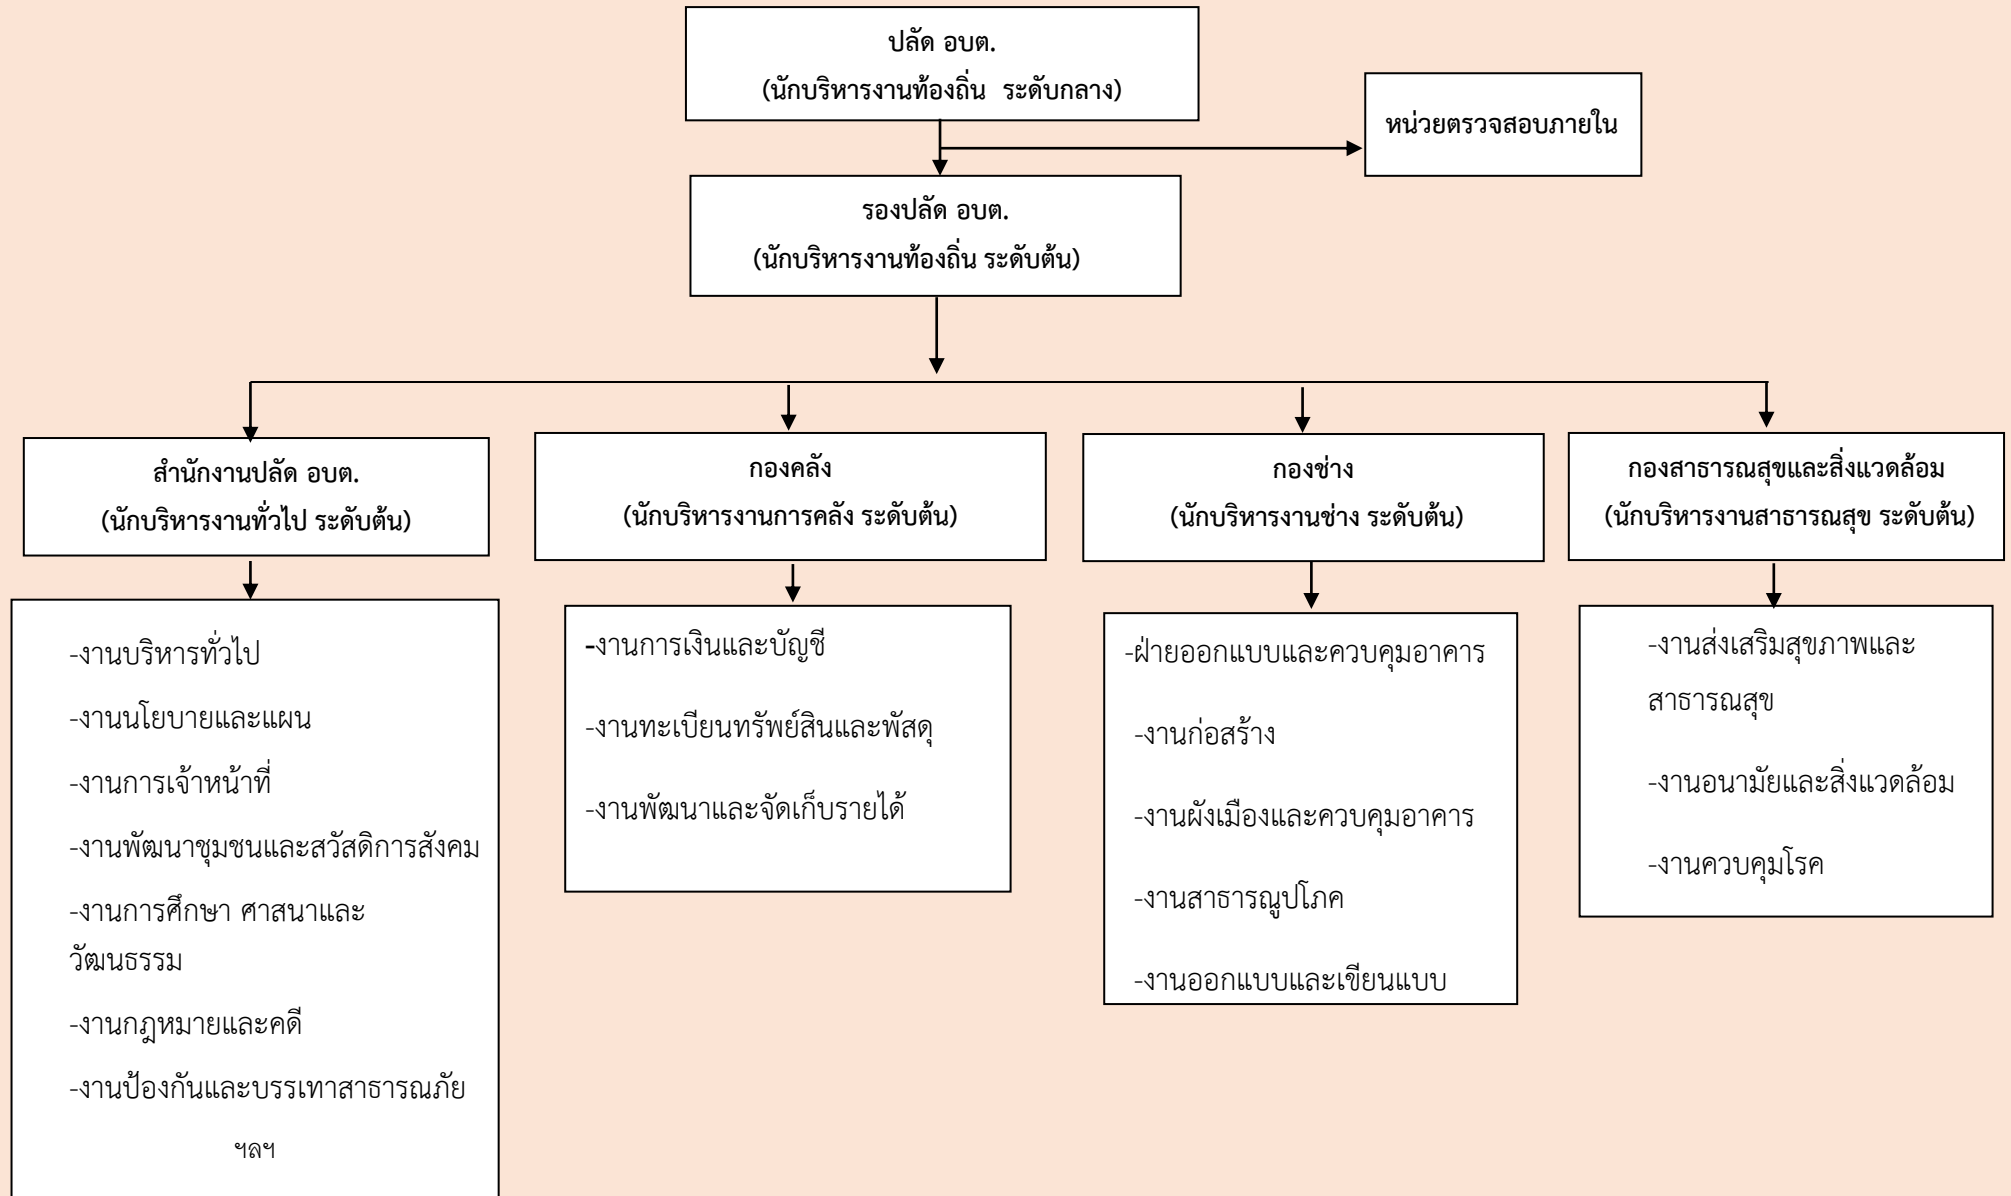 ปลัด อบต.
(นักบริหารงานท้องถิ่น  ระดับกลาง)
หน่วยตรวจสอบภายใน
รองปลัด อบต.
(นักบริหารงานท้องถิ่น ระดับต้น)
สำนักงานปลัด อบต.
(นักบริหารงานทั่วไป ระดับต้น)
กองคลัง
(นักบริหารงานการคลัง ระดับต้น)
กองช่าง
(นักบริหารงานช่าง ระดับต้น)
กองสาธารณสุขและสิ่งแวดล้อม
(นักบริหารงานสาธารณสุข ระดับต้น)
-งานบริหารทั่วไป
-งานนโยบายและแผน
-งานการเจ้าหน้าที่
-งานพัฒนาชุมชนและสวัสดิการสังคม
-งานการศึกษา ศาสนาและ
วัฒนธรรม
-งานกฎหมายและคดี
-งานป้องกันและบรรเทาสาธารณภัย
ฯลฯ
-งานการเงินและบัญชี
-งานทะเบียนทรัพย์สินและพัสดุ
-งานพัฒนาและจัดเก็บรายได้
-ฝ่ายออกแบบและควบคุมอาคาร
-งานก่อสร้าง
-งานผังเมืองและควบคุมอาคาร
-งานสาธารณูปโภค
-งานออกแบบและเขียนแบบ
-งานส่งเสริมสุขภาพและ
สาธารณสุข
-งานอนามัยและสิ่งแวดล้อม
-งานควบคุมโรค